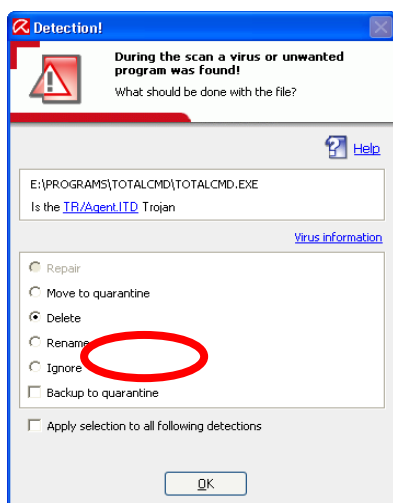 Detection!
During the scan a virus or unwanted
program was found!
What should be done with the file?
Help
E:\PROGRAMS\TOTALCMD\TOTALCMD.EXE
Is the TR/Agent.ITD Trojan
Virus information
Repair
Move to quarantine
Delete
Rename
Ignore
Backup to quarantine
Apply selection to all following detections
OK